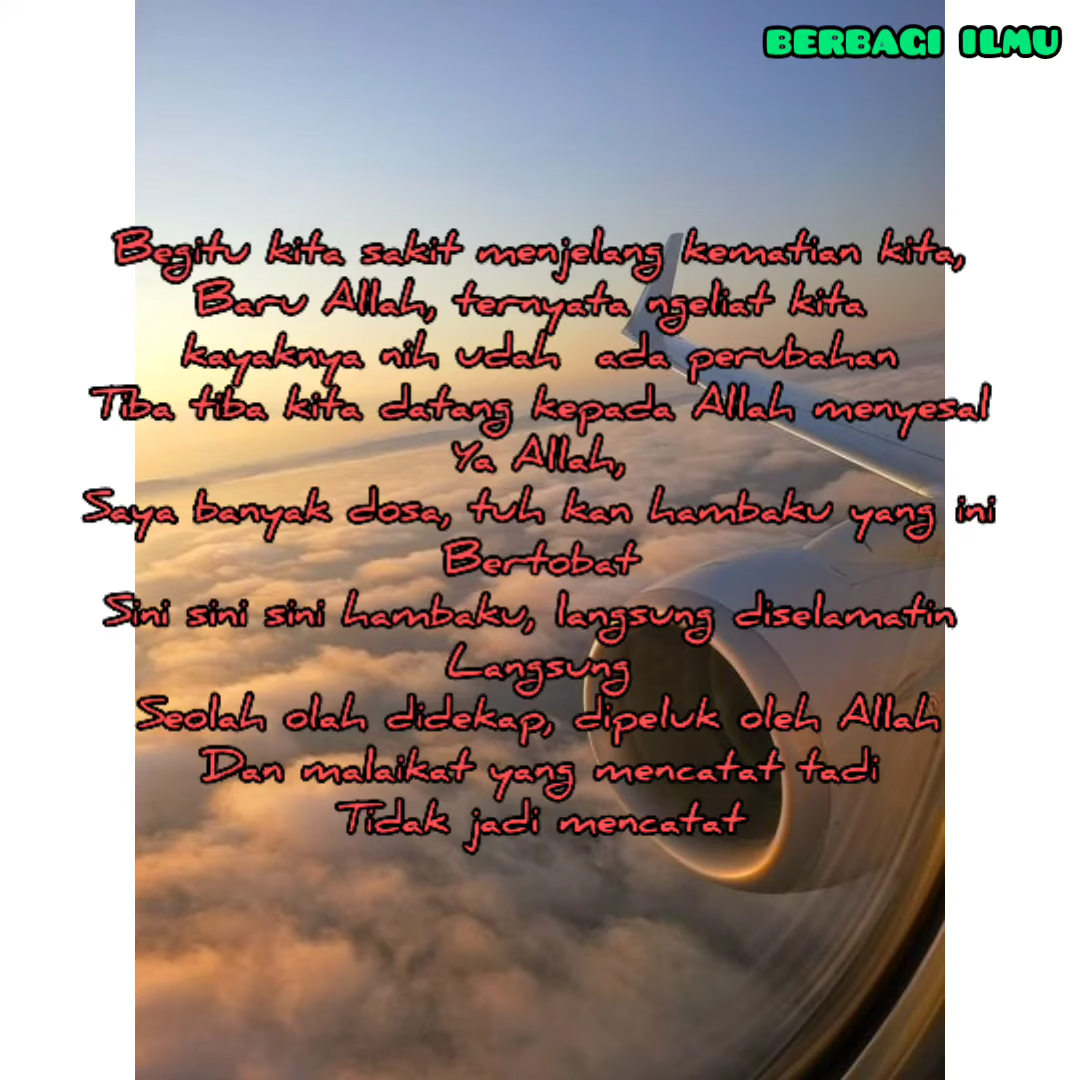 BERBAGI ILMU
Begitu kita sakit menjelang kematian kita,
Baru Allah, ternyata ngeliat kita
kayaknya nih udah ada perubahan
Tiba tiba kita datang kepada Allah menyesal
Ya Allah,
Saya banyak dosa, tuh kan hambaku yang ini
Bertobat
Sini sini sini hambaku, langsung diselamatin
Langsung
Seolah olah didekap, dipeluk oleh Allah
Dan malaikat yang mencatat tadi
Tidak jadi mencatat